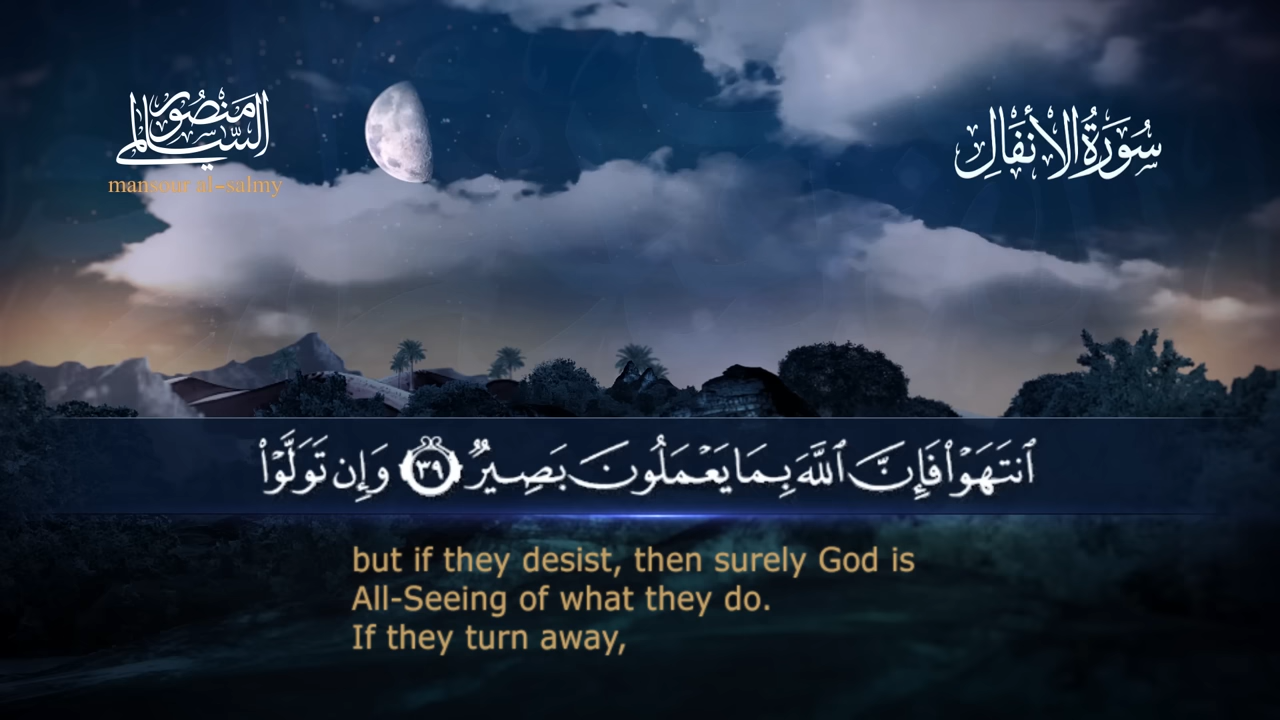 منصور السالمي
mansour al-salmy
سُورَةُ الأَنفَالِ
ٱنتَهَوْا۟ فَإِنَّ ٱللَّهَ بِمَا يَعْمَلُونَ بَصِيرٌ ٣٩ وَإِن تَوَلَّوْا۟
but if they desist, then surely God is
All-Seeing of what they do.
If they turn away,